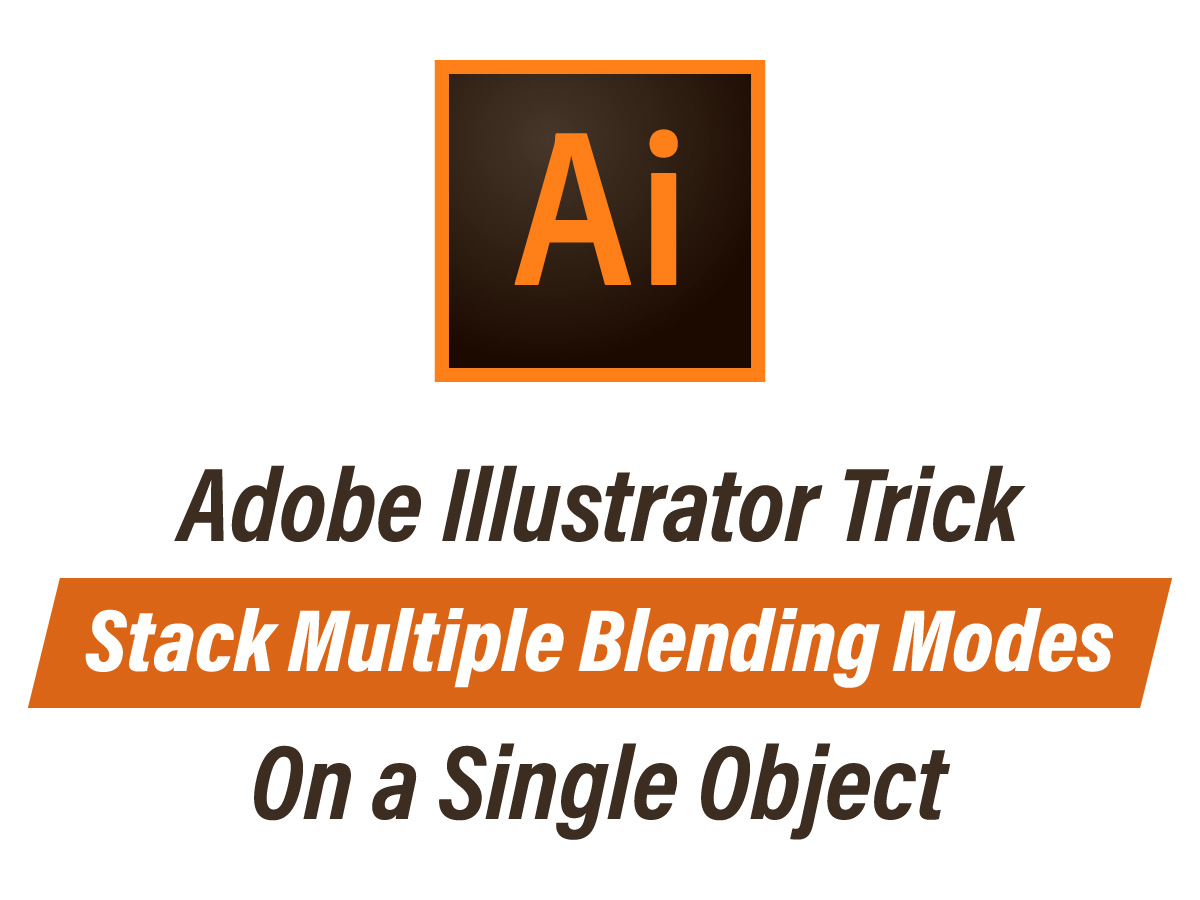 Ai
Adobe Illustrator Trick
Stack Multiple Blending Modes
On a Single Object